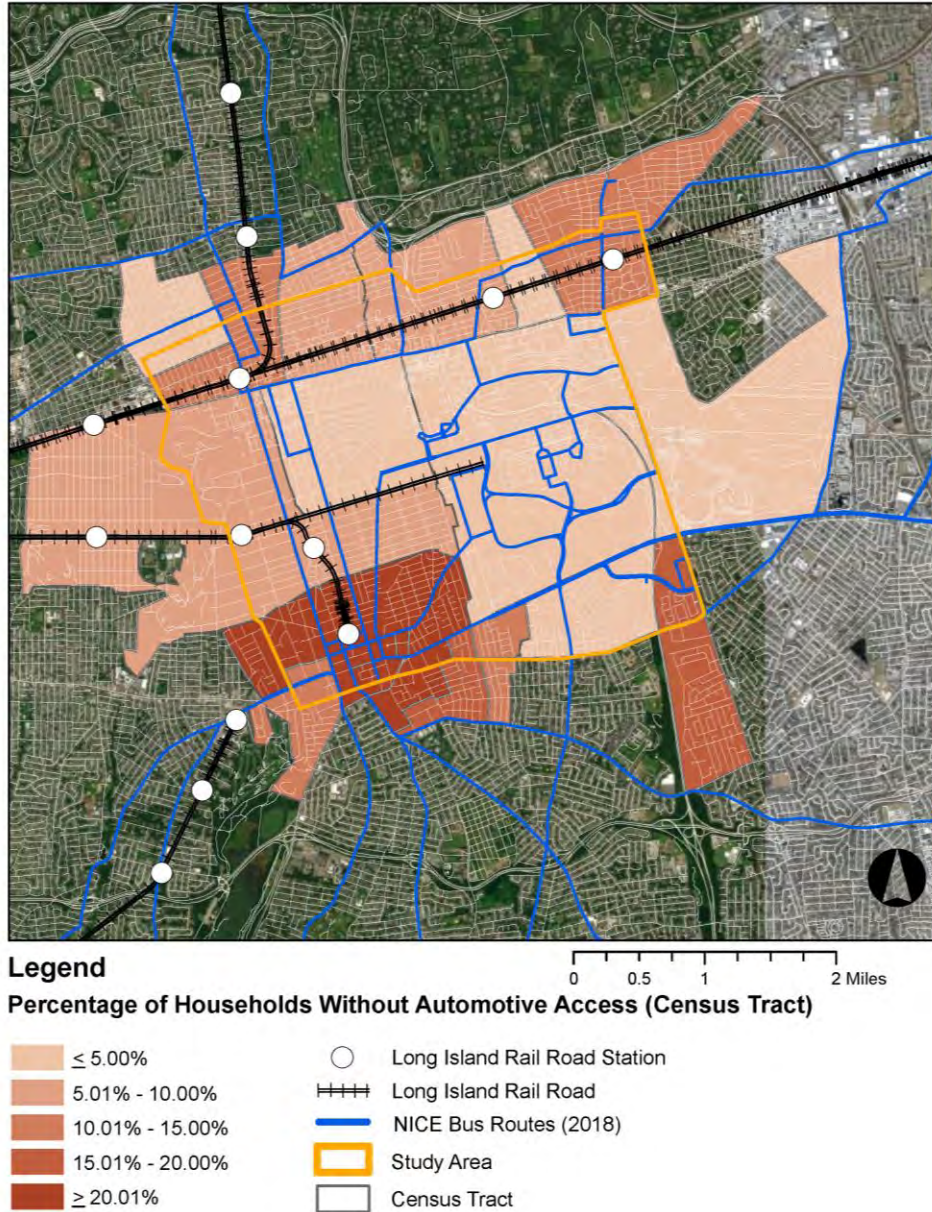 Legend
0 0.5 1 2 Miles
Percentage of Households Without Automotive Access (Census Tract)
≤ 5.00%
5.01% - 10.00%
10.01% - 15.00%
15.01% - 20.00%
≥ 20.01%
Long Island Rail Road Station
Long Island Rail Road
NICE Bus Routes (2018)
Study Area
Census Tract